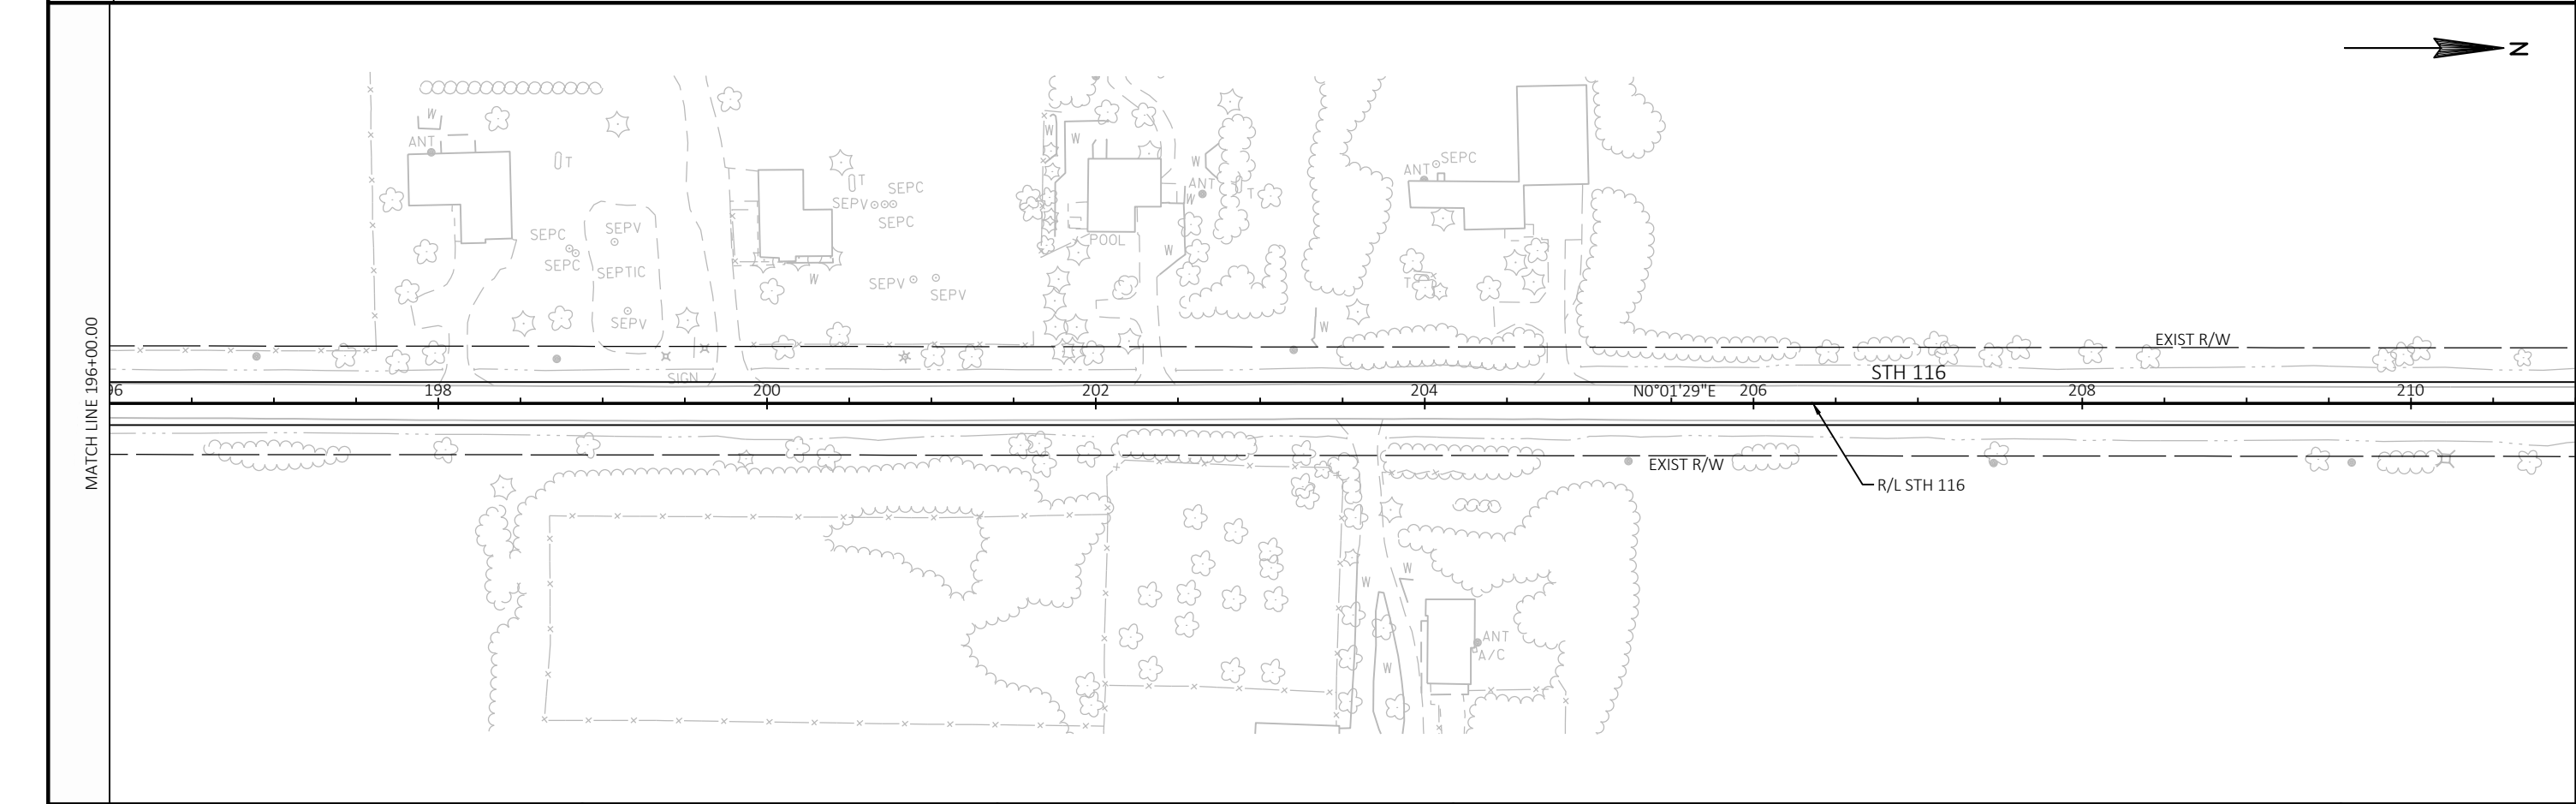 N
W
ANT
T
W
W
W
ANT
T
W
ANT
SEPC
T
SEPV
SEPC
SEPC
SEPC
SEPV
SEPC
SEPTIC
SEPV
W
SEPV
SEPV
POOL
W
T
W
SIGN
EXIST R/W
STH 116
MATCH LINE 196+00.00
96
198
200
202
204
N0°01'29"E
206
208
210
EXIST R/W
R/L STH 116
W
W
W
ANT
A/C